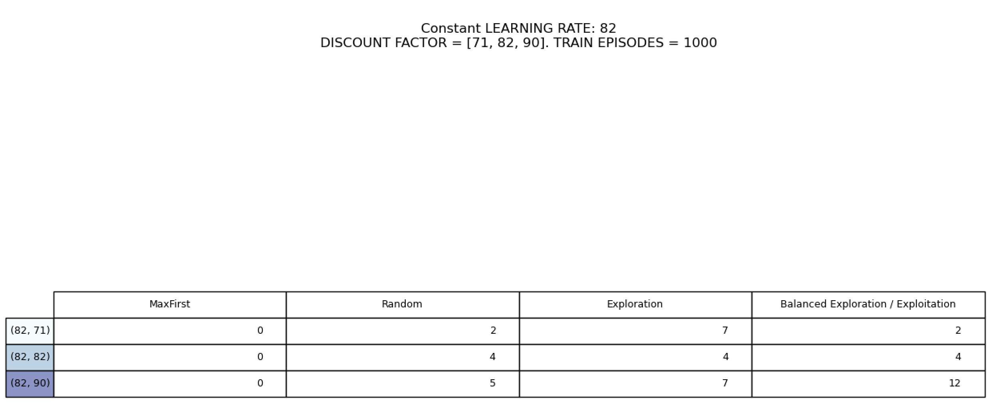 Constant LEARNING RATE: 82
DISCOUNT FACTOR = [71, 82, 90]. TRAIN EPISODES = 1000
MaxFirst Random Exploration Balanced Exploration / Exploitation
(82, 71) 0 2 7 2
(82, 82) 0 4 4 4
(82, 90) 0 5 7 12